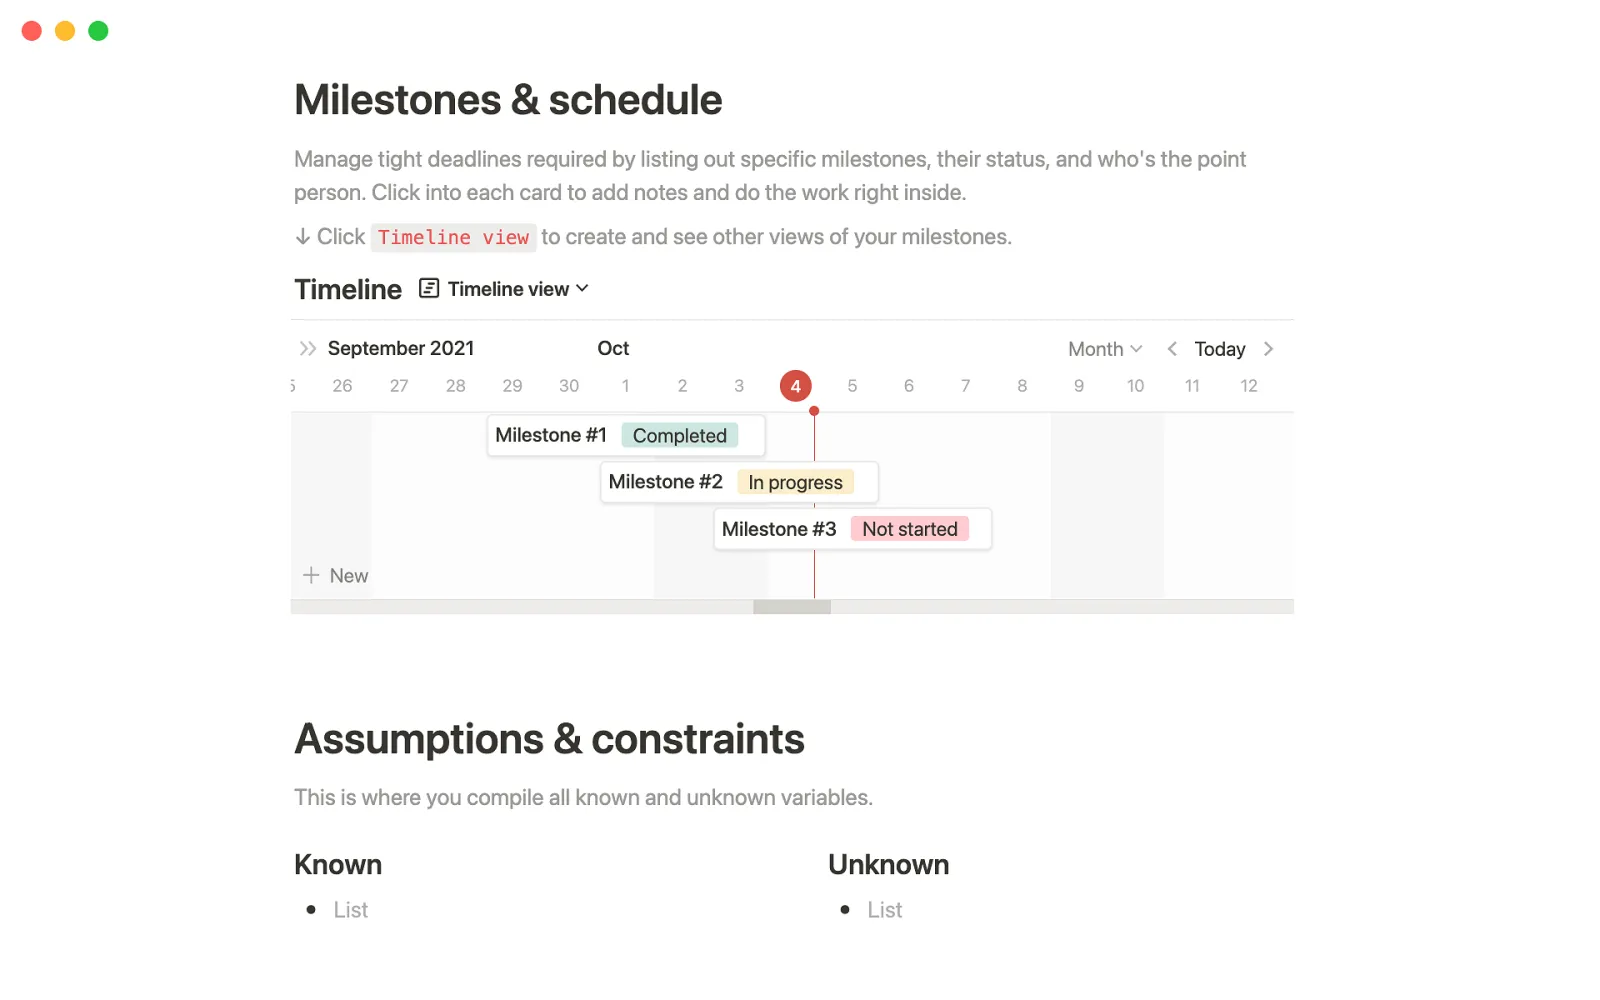 Milestones & schedule
Manage tight deadlines required by listing out specific milestones, their status, and who's the point
person. Click into each card to add notes and do the work right inside.
↓ Click Timeline view to create and see other views of your milestones.
Timeline Timeline view
September 2021 Oct Month Today
26 27 28 29 30 1 2 3 4 5 6 7 8 9 10 11 12
Milestone #1 Completed
Milestone #2 In progress
Milestone #3 Not started
+ New
Assumptions & constraints
This is where you compile all known and unknown variables.
Known Unknown
• List • List